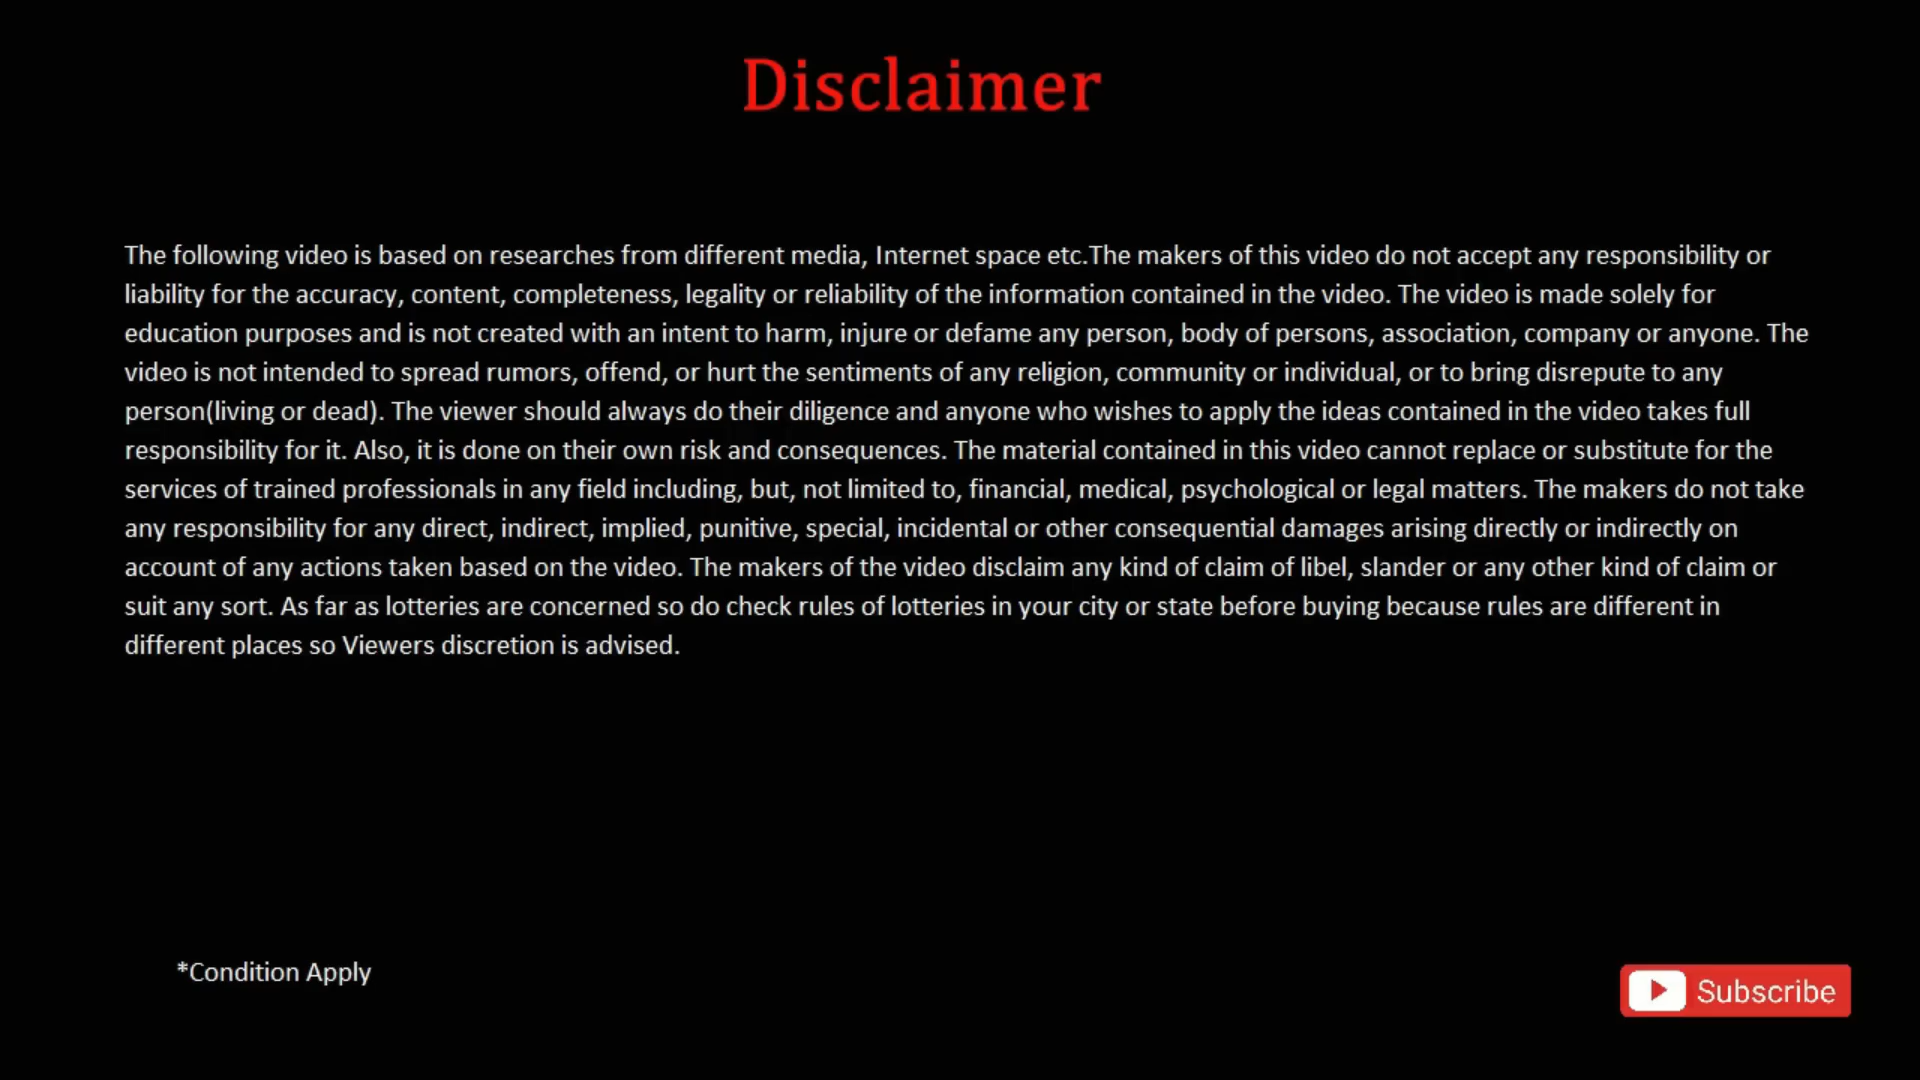 Disclaimer
The following video is based on researches from different media, Internet space etc.The makers of this video do not accept any responsibility or
liability for the accuracy, content, completeness, legality or reliability of the information contained in the video. The video is made solely for
education purposes and is not created with an intent to harm, injure or defame any person, body of persons, association, company or anyone. The
video is not intended to spread rumors, offend, or hurt the sentiments of any religion, community or individual, or to bring disrepute to any
person(living or dead). The viewer should always do their diligence and anyone who wishes to apply the ideas contained in the video takes full
responsibility for it. Also, it is done on their own risk and consequences. The material contained in this video cannot replace or substitute for the
services of trained professionals in any field including, but, not limited to, financial, medical, psychological or legal matters. The makers do not take
any responsibility for any direct, indirect, implied, punitive, special, incidental or other consequential damages arising directly or indirectly on
account of any actions taken based on the video. The makers of the video disclaim any kind of claim of libel, slander or any other kind of claim or
suit any sort. As far as lotteries are concerned so do check rules of lotteries in your city or state before buying because rules are different in
different places so Viewers discretion is advised.
*Condition Apply
Subscribe